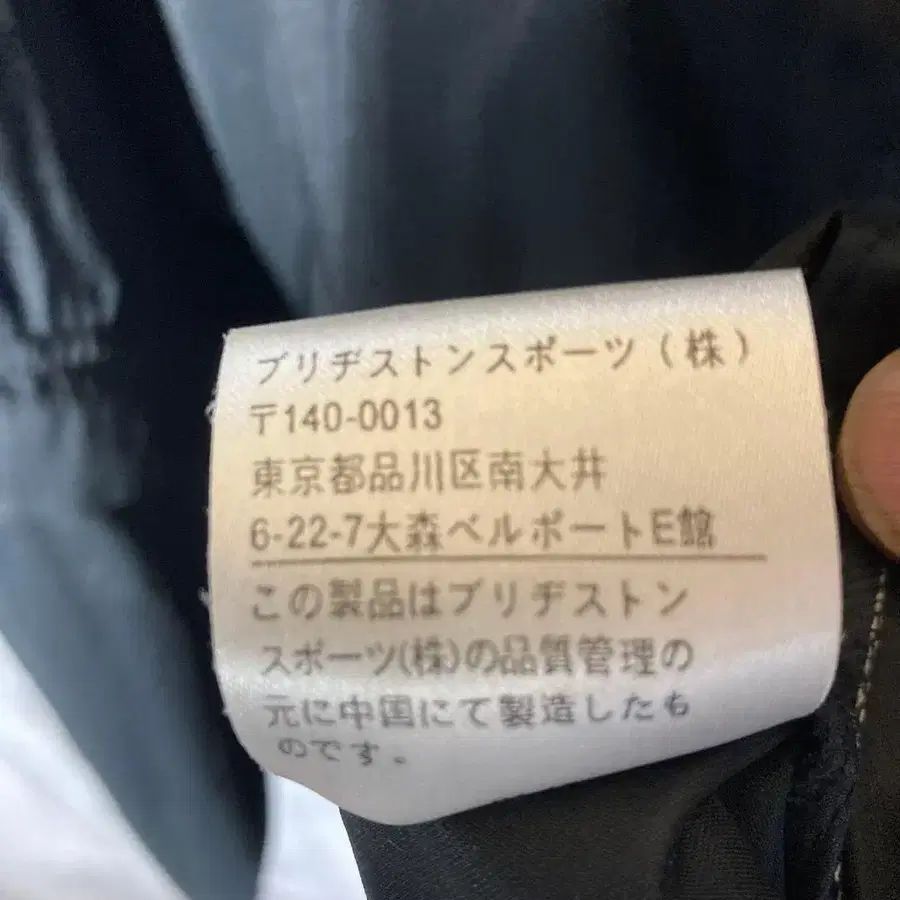 ブリヂストンスポーツ(株)
〒140-0013
東京都品川区南大井
6-22-7大森ベルポートE館
この製品はブリヂストン
スポーツ(株)の品質管理の
元に中国にて製造したも
のです。